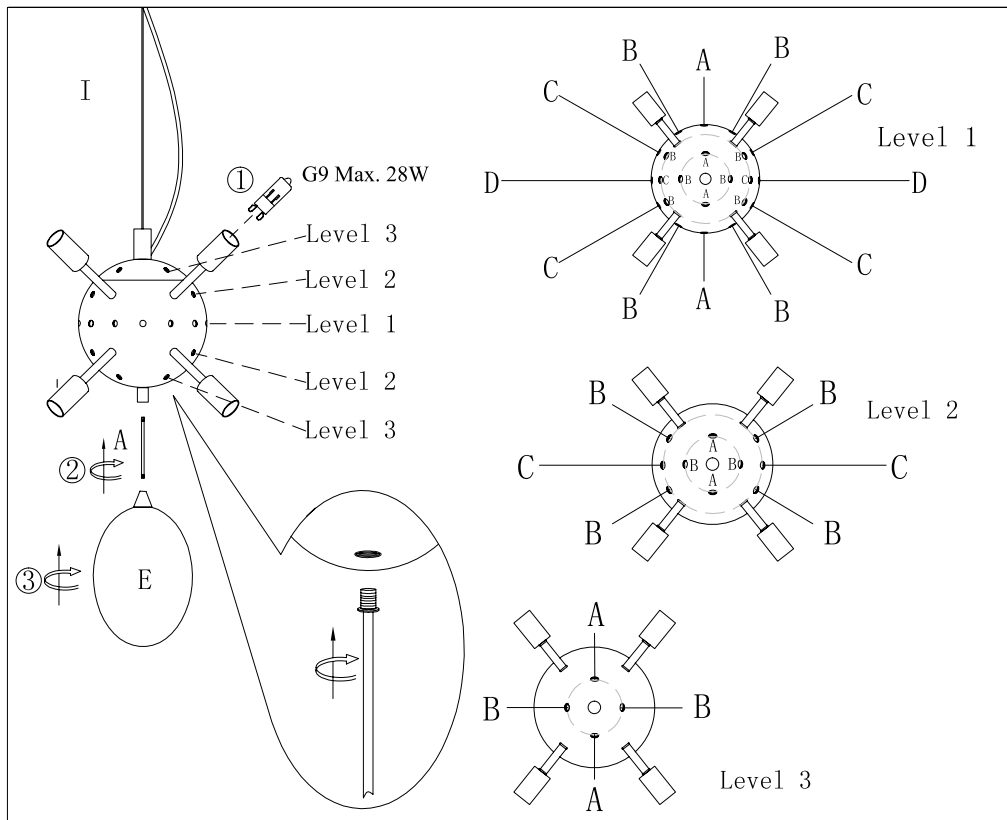 I
① G9 Max. 28W
Level 3
Level 2
Level 1
Level 2
Level 3
A
②
③
E
B A B
C C
Level 1
B A B
D C B B C D
B A B
C C
B A B
B B
Level 2
A
C B B C
A
B B
A
B B
A
Level 3